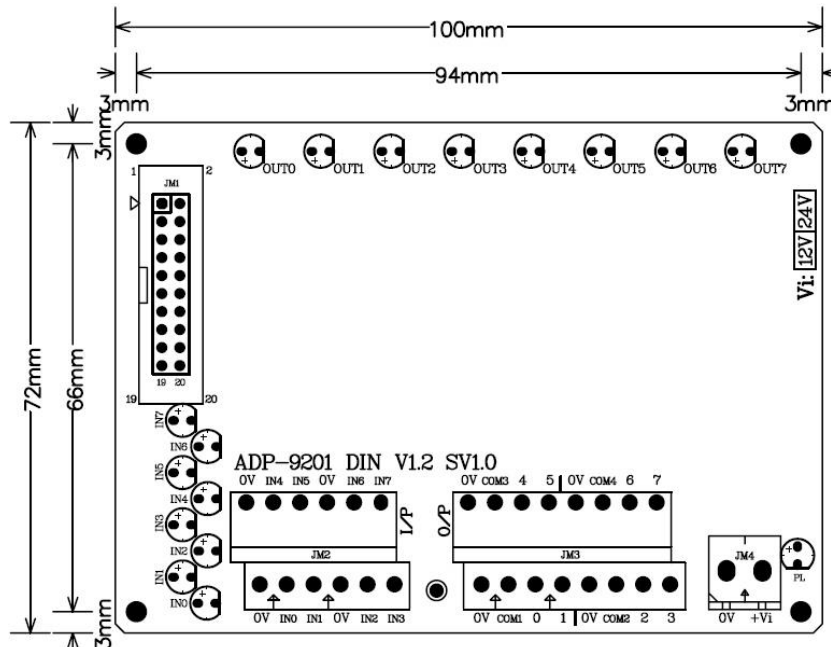 100mm
94mm
3mm 3mm
3mm
OUT0 OUT1 OUT2 OUT3 OUT4 OUT5 OUT6 OUT7
1 2
JM1
Vi: 12V 24V
72mm
66mm
19 20
19 20
IN7
IN6
IN5
IN4
IN3
IN2
IN1
IN0
ADP-9201 DIN V1.2 SV1.0
0V IN4 IN5 0V IN6 IN7
I/P
JM2
0V IN0 IN1 0V IN2 IN3
O/P
0V COM3 4 5 0V COM4 6 7
JM3
0V COM1 0 1 0V COM2 2 3
JM4
0V +Vi
PL
3mm